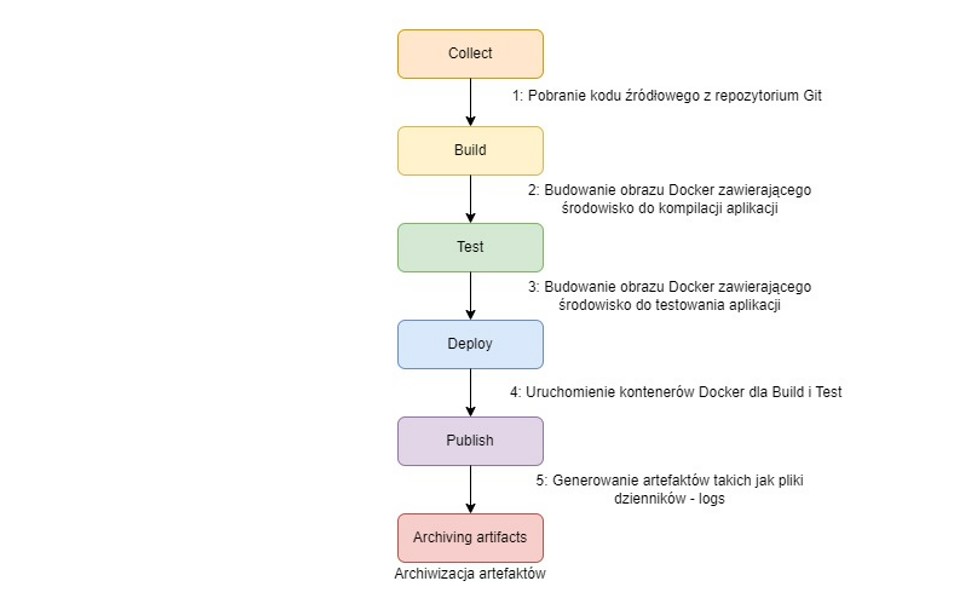 Collect
1: Pobranie kodu źródłowego z repozytorium Git
Build
2: Budowanie obrazu Docker zawierającego
środowisko do kompilacji aplikacji
Test
3: Budowanie obrazu Docker zawierającego
środowisko do testowania aplikacji
Deploy
4: Uruchomienie kontenerów Docker dla Build i Test
Publish
5: Generowanie artefaktów takich jak pliki
dzienników - logs
Archiving artifacts
Archiwizacja artefaktów